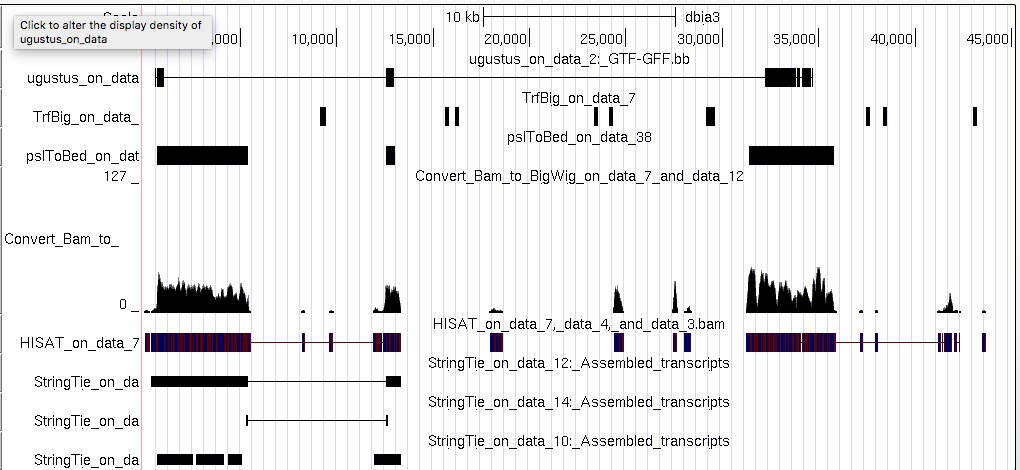 Click to alter the display density of
ugustus_on_data
10 kb dbia3
10,000 15,000 20,000 25,000 30,000 35,000 40,000 45,000
ugustus_on_data_2:_GTF-GFF.bb
ugustus_on_data
TrfBig_on_data_7
TrfBig_on_data_
pslToBed_on_data_38
pslToBed_on_dat
127 _
Convert_Bam_to_BigWig_on_data_7_and_data_12
Convert_Bam_to_
0 _
HISAT_on_data_7,_data_4,_and_data_3.bam
HISAT_on_data_7
StringTie_on_data_12:_Assembled_transcripts
StringTie_on_da
StringTie_on_data_14:_Assembled_transcripts
StringTie_on_da
StringTie_on_data_10:_Assembled_transcripts
StringTie_on_da